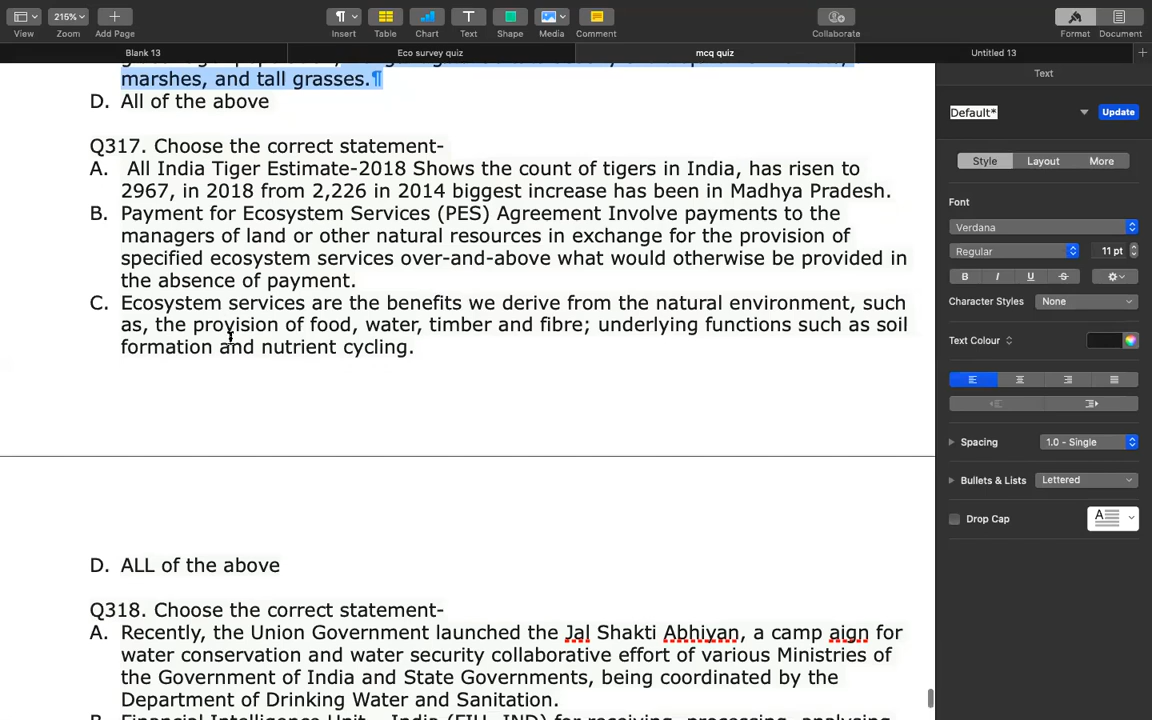 View
215%
Zoom
Add Page
Insert
Table
Chart
Text
Shape
Media
Comment
Collaborate
Format
Document
Blank 13
Eco survey quiz
mcq quiz
Untitled 13
marshes, and tall grasses.¶
D. All of the above
Q317. Choose the correct statement-
A. All India Tiger Estimate-2018 Shows the count of tigers in India, has risen to
2967, in 2018 from 2,226 in 2014 biggest increase has been in Madhya Pradesh.
B. Payment for Ecosystem Services (PES) Agreement Involve payments to the
managers of land or other natural resources in exchange for the provision of
specified ecosystem services over-and-above what would otherwise be provided in
the absence of payment.
C. Ecosystem services are the benefits we derive from the natural environment, such
as, the provision of food, water, timber and fibre; underlying functions such as soil
formation and nutrient cycling.
D. ALL of the above
Q318. Choose the correct statement-
A. Recently, the Union Government launched the Jal Shakti Abhiyan, a camp aign for
water conservation and water security collaborative effort of various Ministries of
the Government of India and State Governments, being coordinated by the
Department of Drinking Water and Sanitation.
B. Financial Intelligence Unit – India (FIU-IND) for receiving, processing, analysing
Text
Default*
Update
Style
Layout
More
Font
Verdana
Regular
11 pt
B
I
U
S
Character Styles
None
Text Colour
Spacing
1.0 - Single
Bullets & Lists
Lettered
Drop Cap
A